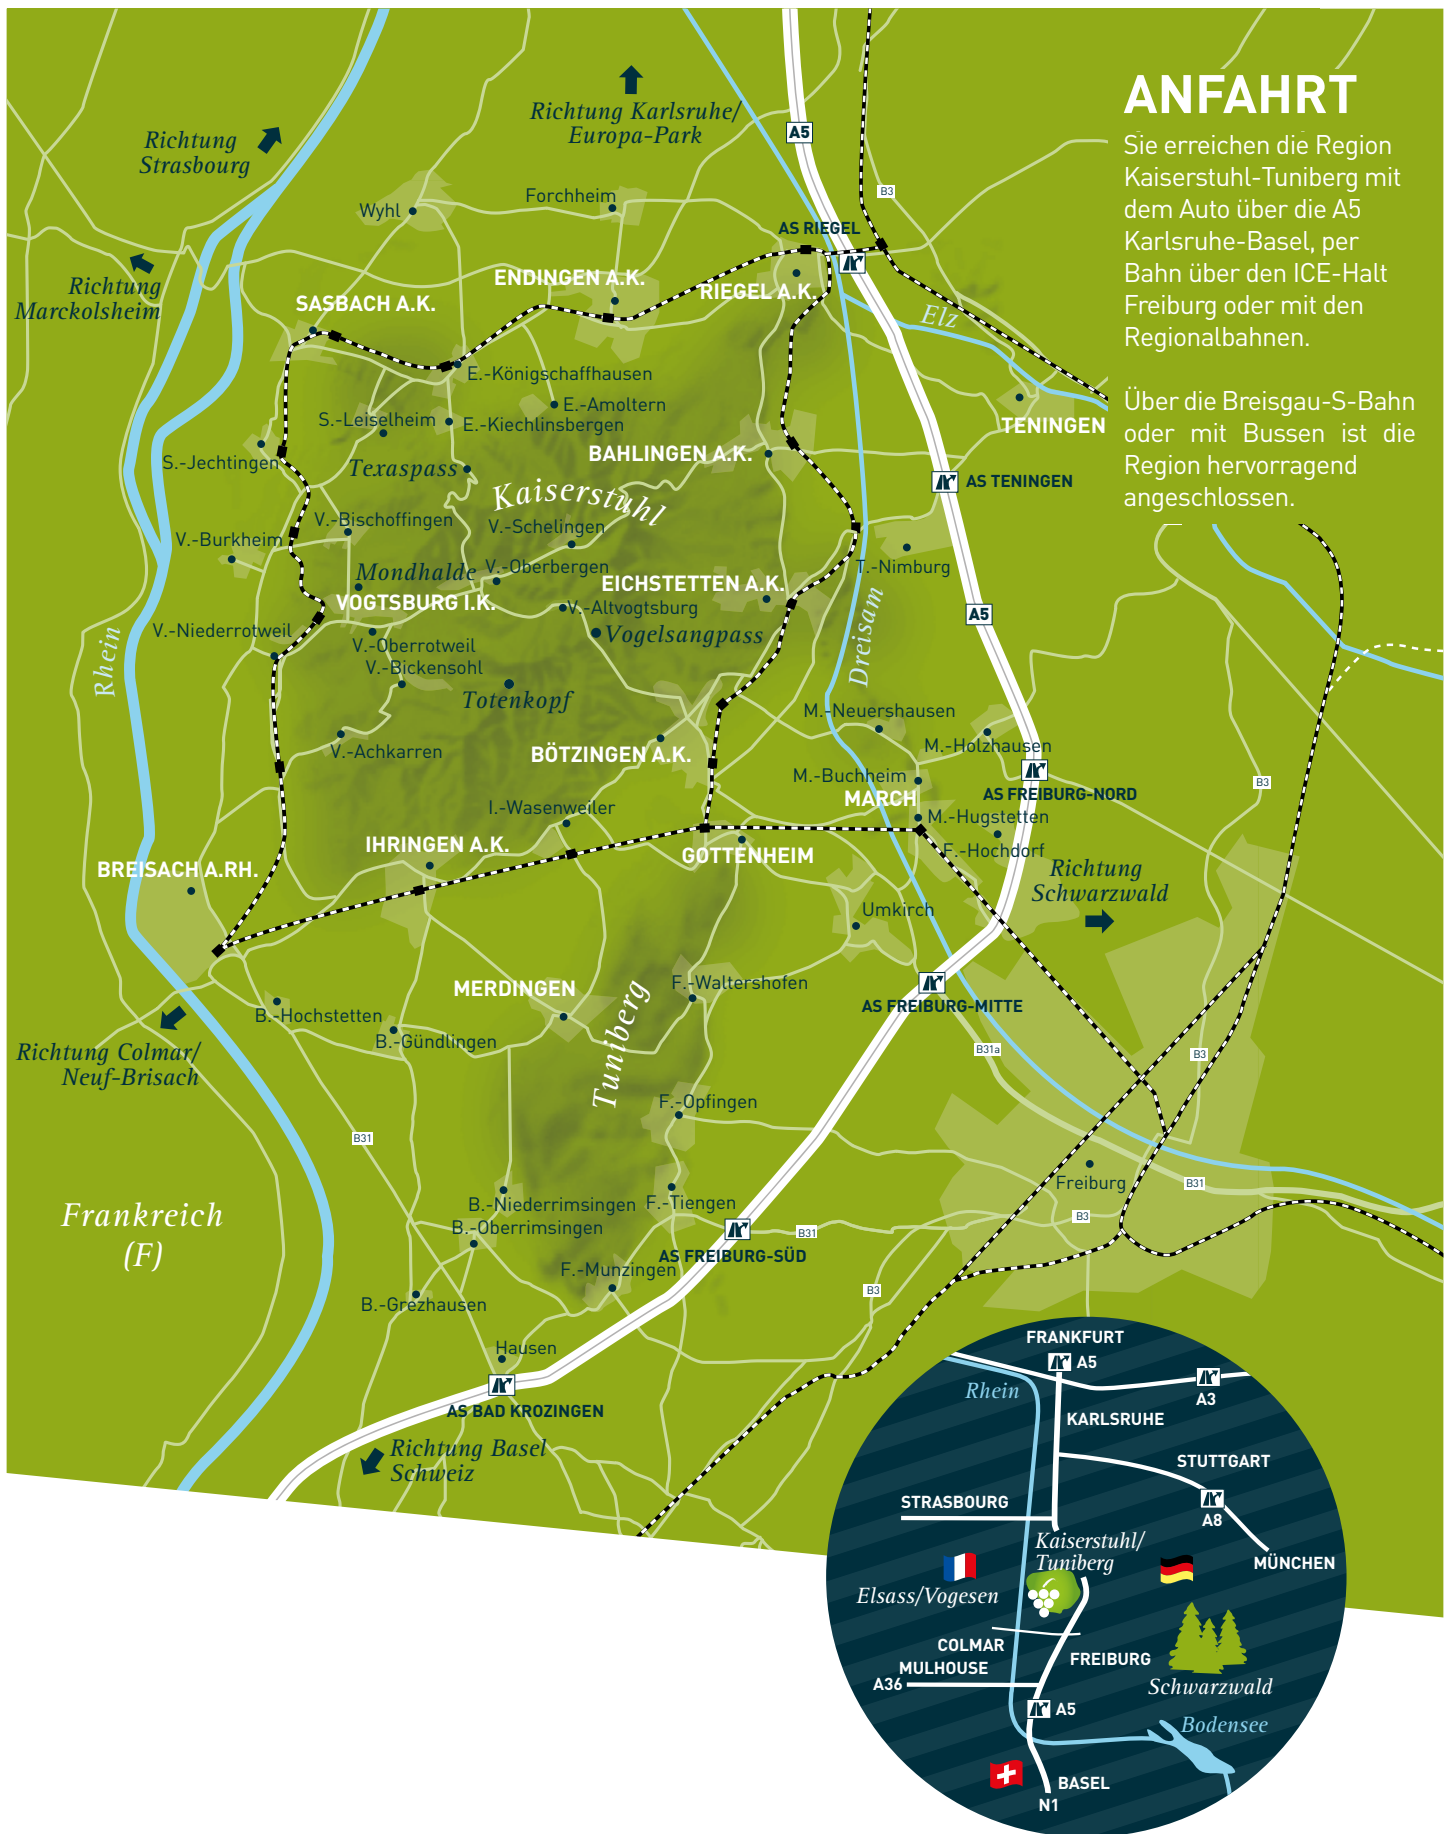 ANFAHRT
Sie erreichen die Region
Kaiserstuhl-Tuniberg mit
dem Auto über die A5
Karlsruhe-Basel, per
Bahn über den ICE-Halt
Freiburg oder mit den
Regionalbahnen.
Über die Breisgau-S-Bahn
oder mit Bussen ist die
Region hervorragend
angeschlossen.
Richtung Karlsruhe/
Europa-Park
Richtung
Strasbourg
A5
B3
Wyhl
Forchheim
AS RIEGEL
Richtung
Marckolsheim
ENDINGEN A.K.
RIEGEL A.K.
SASBACH A.K.
Elz
E.-Königschaffhausen
E.-Amoltern
S.-Leiselheim
E.-Kiechlinsbergen
TENINGEN
S.-Jechtingen
Texaspass
BAHLINGEN A.K.
AS TENINGEN
Kaiserstuhl
V.-Bischoffingen
V.-Schelingen
V.-Burkheim
Mondhalde
V.-Oberbergen
T.-Nimburg
EICHSTETTEN A.K.
VOGTSBURG I.K.
V.-Altvogtsburg
A5
V.-Niederrotweil
Vogelsangpass
Dreisam
Rhein
V.-Oberrotweil
V.-Bickensohl
Totenkopf
M.-Neuershausen
V.-Achkarren
BÖTZINGEN A.K.
M.-Holzhausen
M.-Buchheim
B3
MARCH
AS FREIBURG-NORD
I.-Wasenweiler
M.-Hugstetten
IHRINGEN A.K.
GOTTENHEIM
F.-Hochdorf
BREISACH A.RH.
Richtung
Schwarzwald
Umkirch
MERDINGEN
F.-Waltershofen
AS FREIBURG-MITTE
B.-Hochstetten
B.-Gündlingen
Tuniberg
B31a
B3
Richtung Colmar/
Neuf-Brisach
F.-Opfingen
B31
Freiburg
B31
B.-Niederrimsingen
F.-Tiengen
Frankreich
(F)
B3
B.-Oberrimsingen
B31
AS FREIBURG-SÜD
F.-Munzingen
B3
B.-Grezhausen
Hausen
AS BAD KROZINGEN
Richtung Basel
Schweiz
FRANKFURT
A5
Rhein
A3
KARLSRUHE
STUTTGART
STRASBOURG
A8
Kaiserstuhl/
Tuniberg
MÜNCHEN
Elsass/Vogesen
COLMAR
FREIBURG
MULHOUSE
A36
Schwarzwald
A5
Bodensee
BASEL
N1